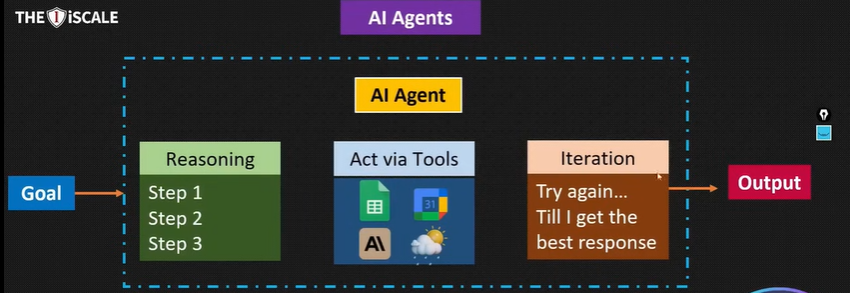 THE iSCALE
AI Agents
AI Agent
Reasoning
Step 1
Step 2
Step 3
Act via Tools
31
A\
Iteration
Try again...
Till I get the
best response
Goal
Output